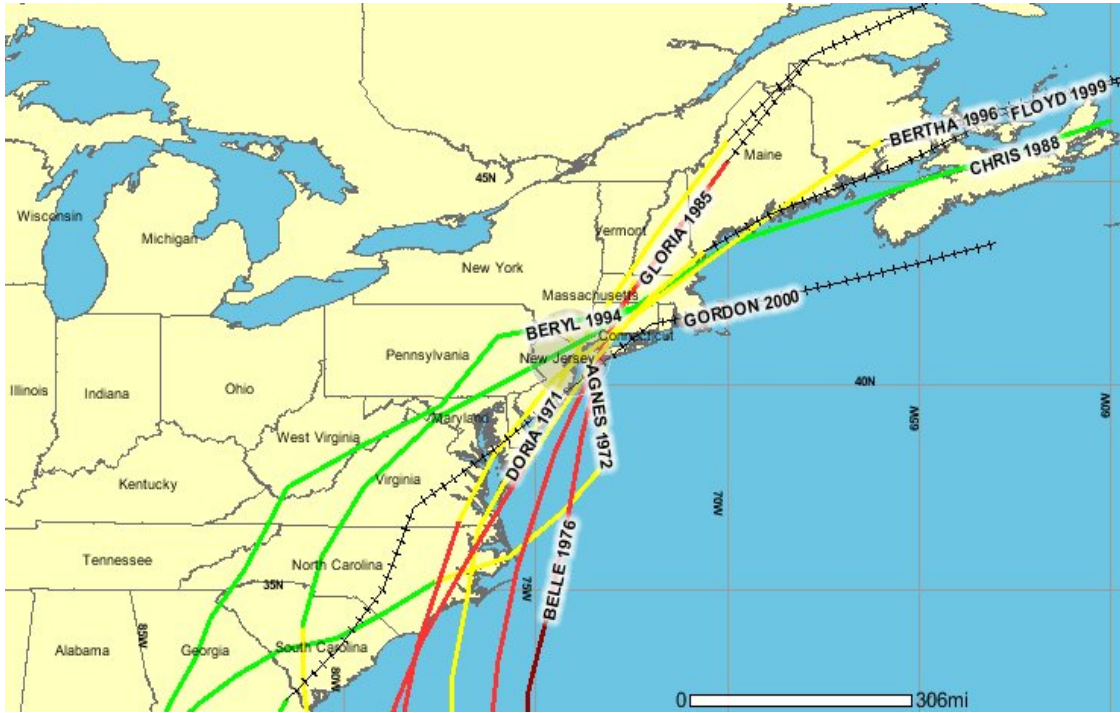 BERTHA 1996
FLOYD 1999
CHRIS 1988
Maine
45N
Wisconsin
Michigan
Vermont
GLORIA 1985
New York
Massachusetts
GORDON 2000
BERYL 1994
Connecticut
Pennsylvania
New Jersey
AGNES 1972
40N
Illinois
Indiana
Ohio
65W
60W
Maryland
DORIA 1971
West Virginia
Virginia
Kentucky
70W
BELLE 1976
Tennessee
North Carolina
35N
75W
85W
Alabama
Georgia
South Carolina
80W
0
306mi